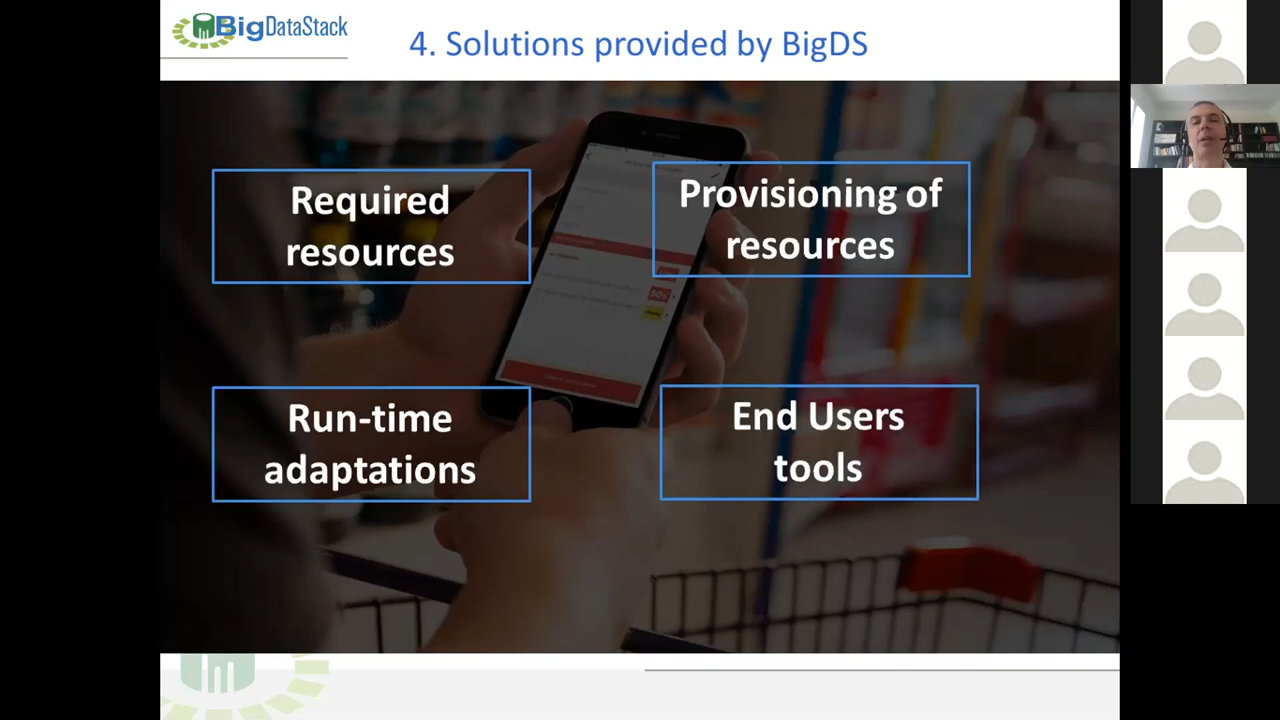 BigDataStack
4. Solutions provided by BigDS
Required
resources
Provisioning of
resources
Run-time
adaptations
End Users
tools